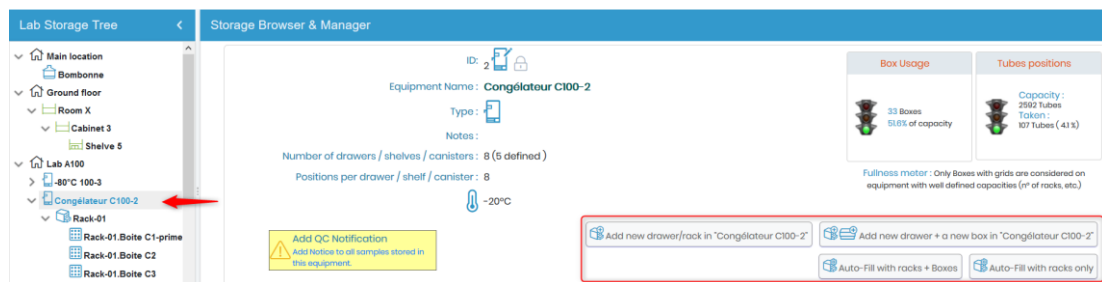 Lab Storage Tree <
Storage Browser & Manager
Main location
Bombonne
Ground floor
Room X
Cabinet 3
Shelve 5
Lab A100
-80°C 100-3
Congélateur C100-2
Rack-01
Rack-01.Boite C1-prime
Rack-01.Boite C2
Rack-01.Boite C3
ID: 2
Equipment Name : Congélateur C100-2
Type :
Notes :
Number of drawers / shelves / canisters : 8 (5 defined )
Positions per drawer / shelf / canister : 8
-20°C
Add QC Notification
Add Notice to all samples stored in
this equipment.
Box Usage
33 Boxes
51.6% of capacity
Tubes positions
Capacity :
2592 Tubes
Taken :
107 Tubes ( 4.1 %)
Fullness meter : Only Boxes with grids are considered on
equipment with well defined capacities (n° of racks, etc.)
Add new drawer/rack in "Congélateur C100-2"
Add new drawer + a new box in "Congélateur C100-2"
Auto-Fill with racks + Boxes
Auto-Fill with racks only